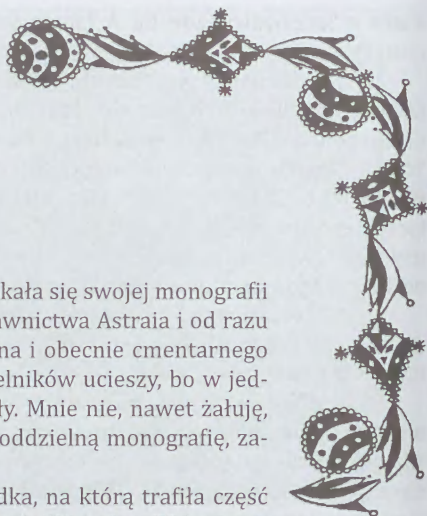 kała się swojej monografii
awnictwa Astraia i od razu
na i obecnie cmentarnego
elników ucieszy, bo w jed-
ły. Mnie nie, nawet żałuję,
oddzielną monografię, za-
dka, na którą trafiła część